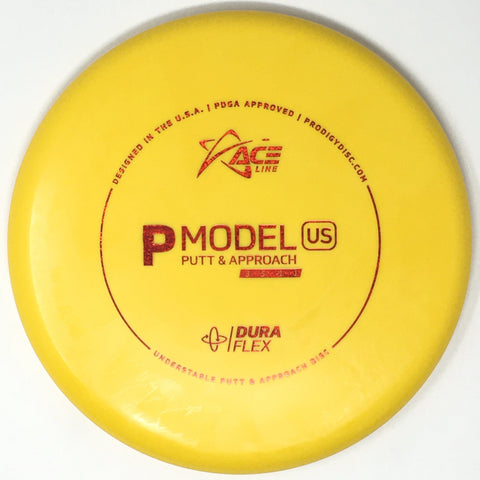 DESIGNED IN THE U.S.A. | PDGA APPROVED | PRODIGYDISC.COM
ACE
LINE
P MODEL US
PUTT & APPROACH
DURA
FLEX
UNDERSTABLE PUTT & APPROACH DISC